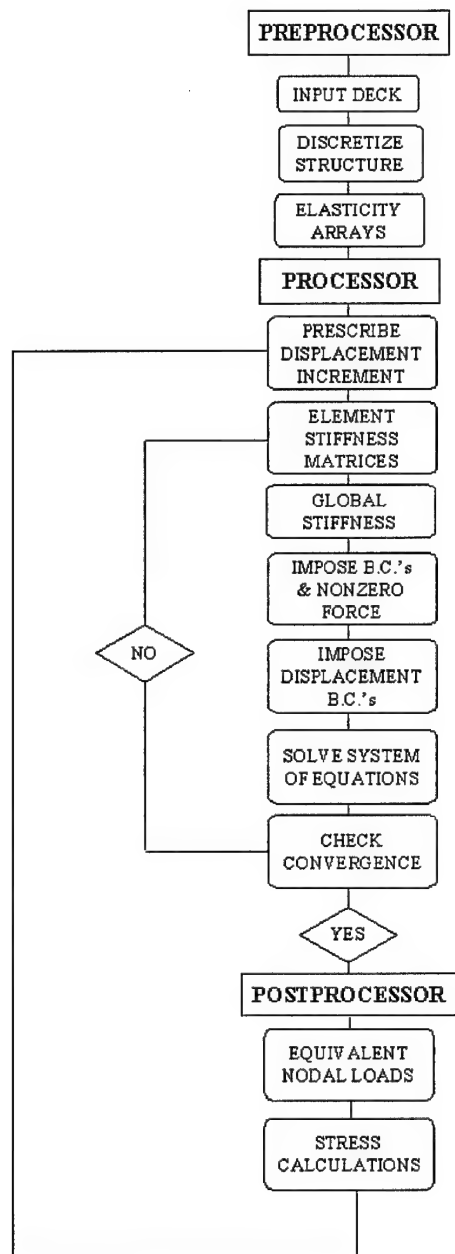 PREPROCESSOR
INPUT DECK
DISCRETIZE
STRUCTURE
ELASTICITY
ARRAYS
PROCESSOR
PRESCRIBE
DISPLACEMENT
INCREMENT
ELEMENT
STIFFNESS
MATRICES
GLOBAL
STIFFNESS
IMPOSE B.C.'s
& NONZERO
FORCE
NO
IMPOSE
DISPLACEMENT
B.C.'s
SOLVE SYSTEM
OF EQUATIONS
CHECK
CONVERGENCE
YES
POSTPROCESSOR
EQUIVALENT
NODAL LOADS
STRESS
CALCULATIONS